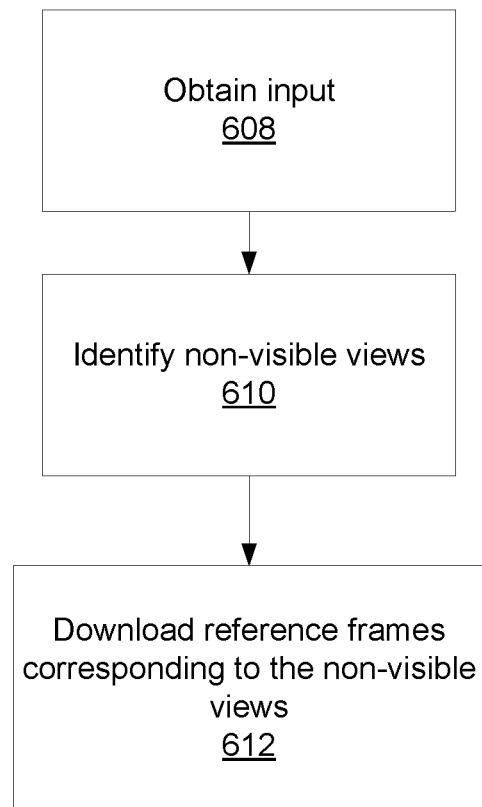 Obtain input
608
Identify non-visible views
610
Download reference frames
corresponding to the non-visible
views
612